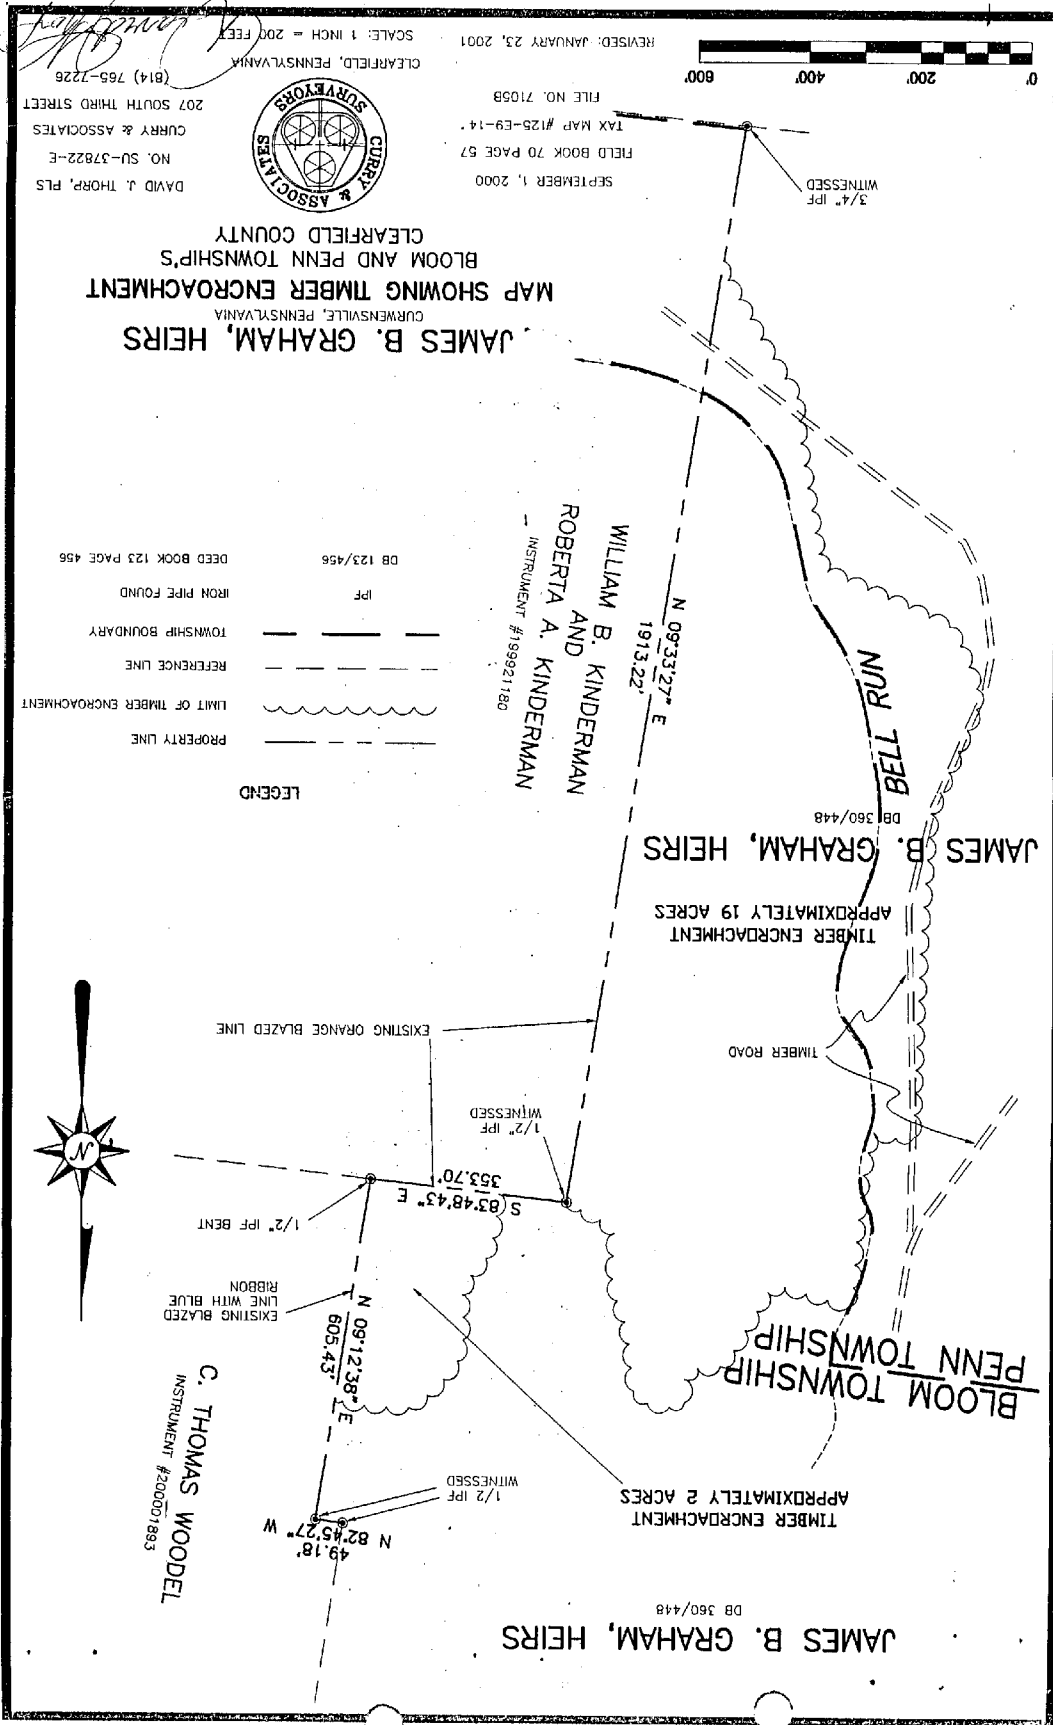 JAMES B. GRAHAM, HEIRS
DB 360/448
TIMBER ENCROACHMENT
APPROXIMATELY 2 ACRES
1/2 IPF
WITNESSED
N 82°45'27" W
49.18'
C. THOMAS WOODEL
INSTRUMENT #200001893
BLOOM TOWNSHIP
PENN TOWNSHIP
N 09°12'38" E
605.43'
EXISTING BLAZED
LINE WITH BLUE
RIBBON
1/2" IPF BENT
S 83°48'43" E
353.70'
1/2" IPF
WITNESSED
N
TIMBER ROAD
EXISTING ORANGE BLAZED LINE
TIMBER ENCROACHMENT
APPROXIMATELY 19 ACRES
JAMES B. GRAHAM, HEIRS
DB 360/448
BELL RUN
N 09°33'27" E
1913.22'
WILLIAM B. KINDERMAN
AND
ROBERTA A. KINDERMAN
INSTRUMENT #199921180
LEGEND
PROPERTY LINE
LIMIT OF TIMBER ENCROACHMENT
REFERENCE LINE
TOWNSHIP BOUNDARY
IPF IRON PIPE FOUND
DB 123/456 DEED BOOK 123 PAGE 456
JAMES B. GRAHAM, HEIRS
CURWENSVILLE, PENNSYLVANIA
MAP SHOWING TIMBER ENCROACHMENT
BLOOM AND PENN TOWNSHIP'S
CLEARFIELD COUNTY
3/4" IPF
WITNESSED
SEPTEMBER 1, 2000
FIELD BOOK 70 PAGE 57
TAX MAP #125-E9-14
FILE NO. 7105B
REVISED: JANUARY 23, 2001
CURRY & ASSOCIATES
SURVEYORS
DAVID J. THORP, PLS
NO. SU-37822-E
CURRY & ASSOCIATES
207 SOUTH THIRD STREET
(814) 765-7226
CLEARFIELD, PENNSYLVANIA
SCALE: 1 INCH = 200 FEET
0' 200' 400' 600'